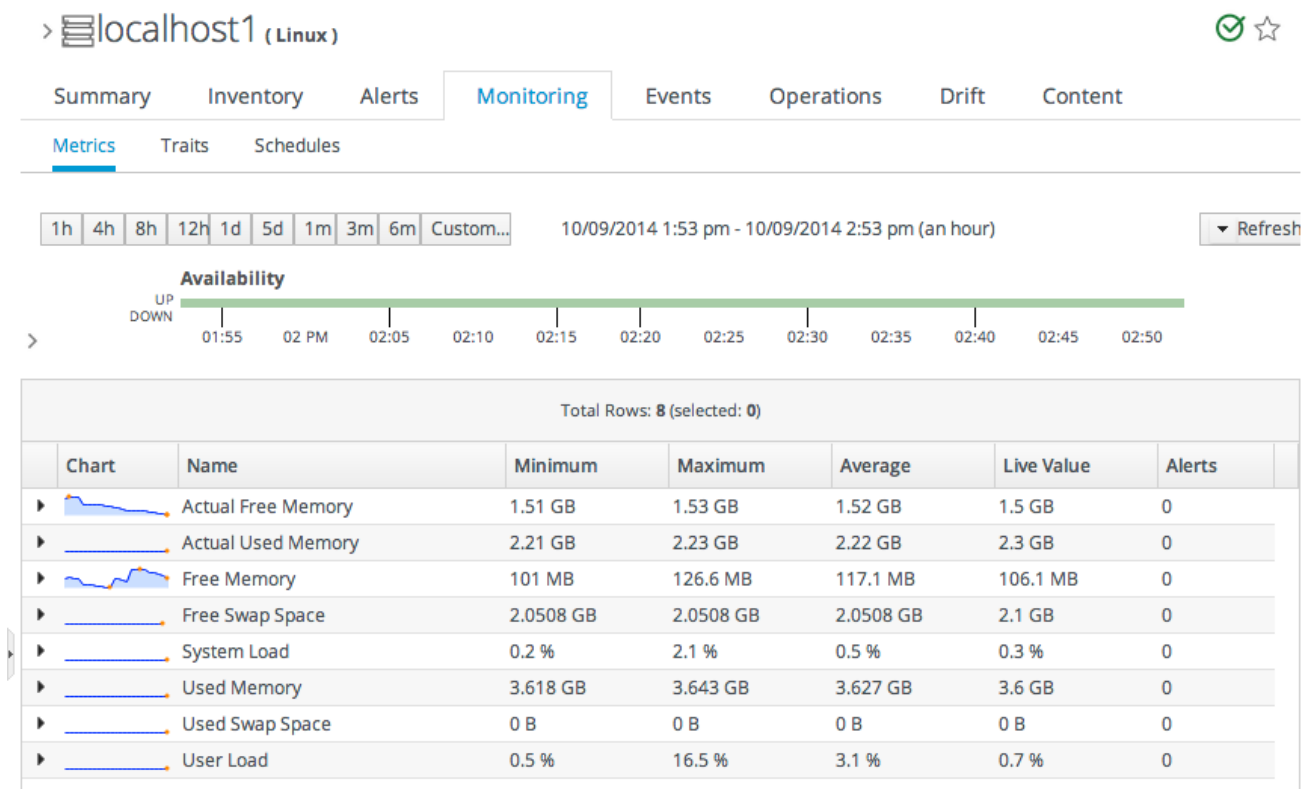 localhost1 ( Linux )
Summary Inventory Alerts Monitoring Events Operations Drift Content
Metrics Traits Schedules
1h 4h 8h 12h 1d 5d 1m 3m 6m Custom... 10/09/2014 1:53 pm - 10/09/2014 2:53 pm (an hour) Refresh
Availability
UP
DOWN
01:55 02 PM 02:05 02:10 02:15 02:20 02:25 02:30 02:35 02:40 02:45 02:50
Total Rows: 8 (selected: 0)
Chart Name Minimum Maximum Average Live Value Alerts
Actual Free Memory 1.51 GB 1.53 GB 1.52 GB 1.5 GB 0
Actual Used Memory 2.21 GB 2.23 GB 2.22 GB 2.3 GB 0
Free Memory 101 MB 126.6 MB 117.1 MB 106.1 MB 0
Free Swap Space 2.0508 GB 2.0508 GB 2.0508 GB 2.1 GB 0
System Load 0.2 % 2.1 % 0.5 % 0.3 % 0
Used Memory 3.618 GB 3.643 GB 3.627 GB 3.6 GB 0
Used Swap Space 0 B 0 B 0 B 0 B 0
User Load 0.5 % 16.5 % 3.1 % 0.7 % 0